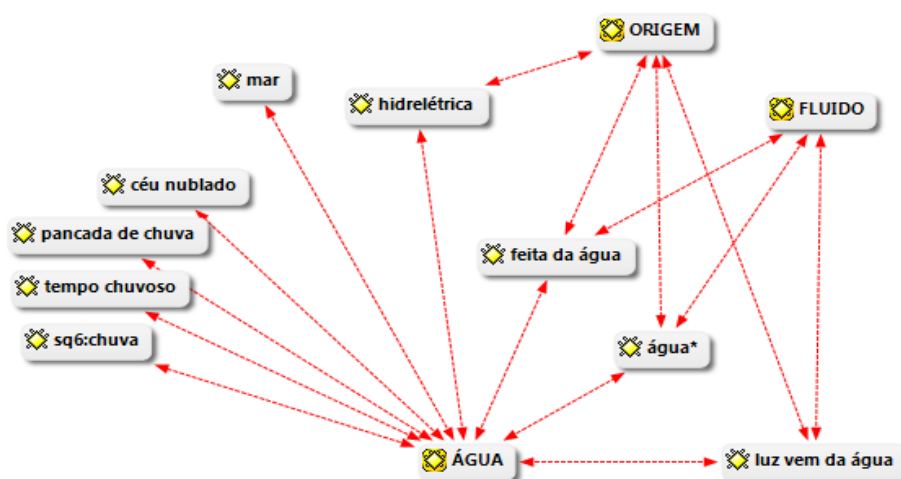 ORIGEM
mar
hidrelétrica
FLUIDO
céu nublado
pancada de chuva
feita da água
tempo chuvoso
sq6:chuva
água*
ÁGUA
luz vem da água